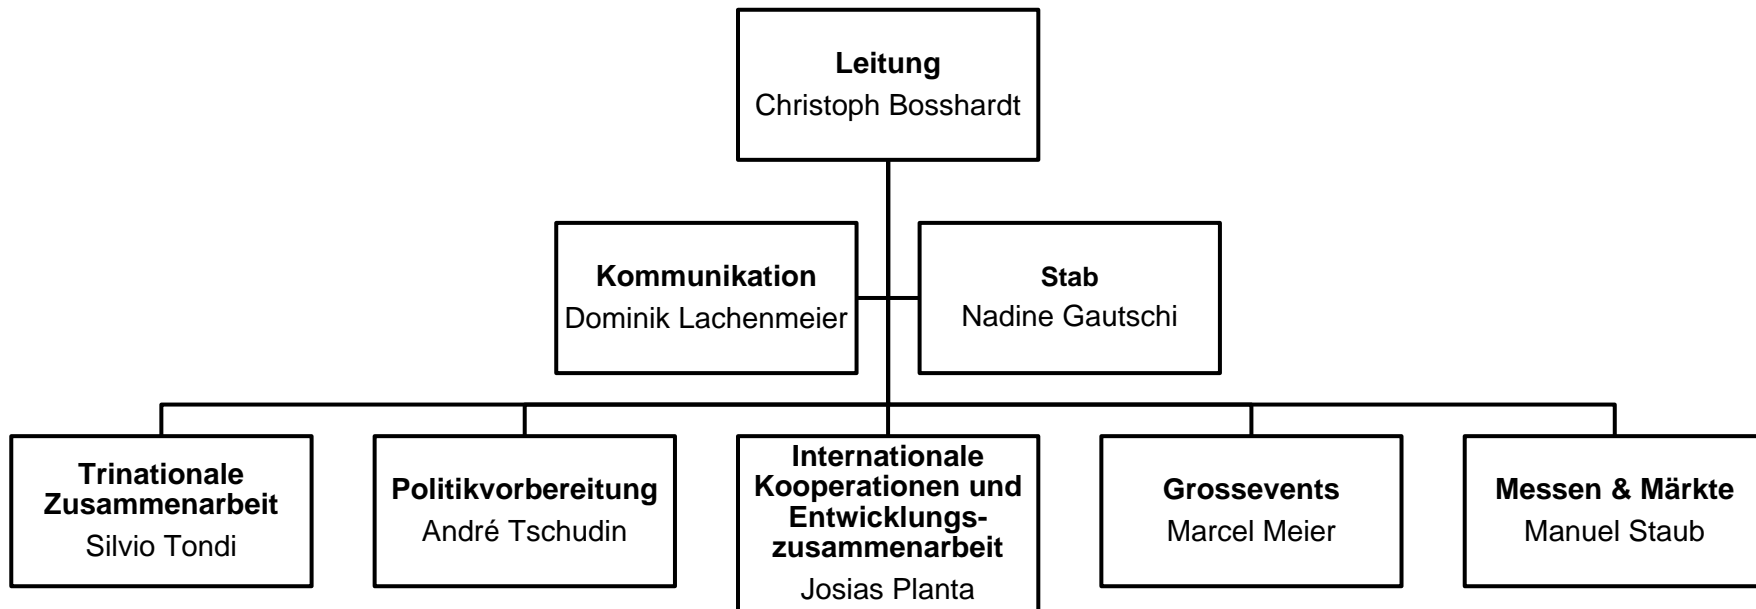 Leitung
Christoph Bosshardt
Kommunikation
Dominik Lachenmeier
Stab
Nadine Gautschi
Trinationale
Zusammenarbeit
Silvio Tondi
Politikvorbereitung
André Tschudin
Internationale
Kooperationen und
Entwicklungs-
zusammenarbeit
Josias Planta
Grossevents
Marcel Meier
Messen & Märkte
Manuel Staub